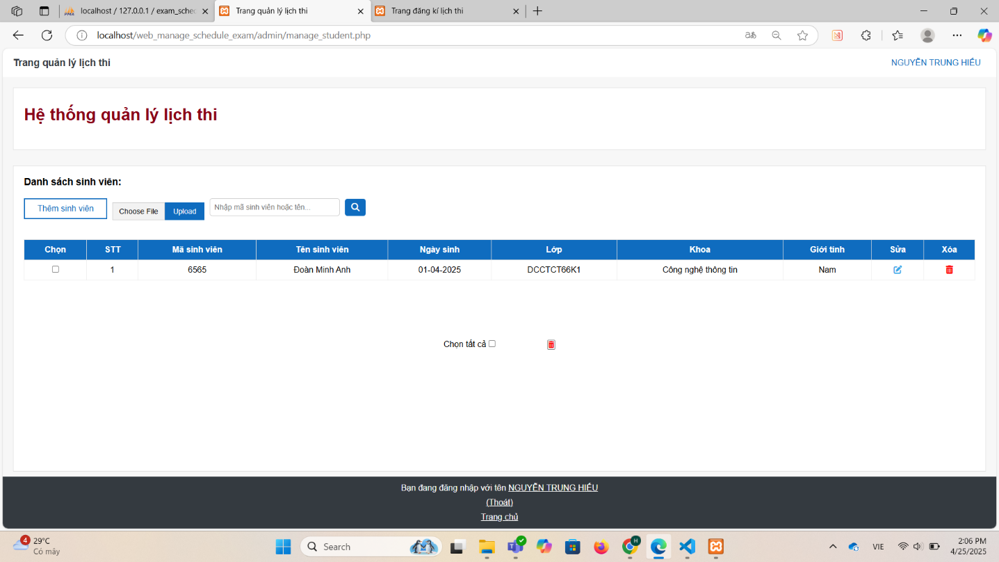 localhost / 127.0.0.1 / exam_sched
Trang quản lý lịch thi
Trang đăng kí lịch thi
localhost/web_manage_schedule_exam/admin/manage_student.php
Trang quản lý lịch thi
NGUYỄN TRUNG HIẾU
Hệ thống quản lý lịch thi
Danh sách sinh viên:
Thêm sinh viên
Choose File
Upload
Nhập mã sinh viên hoặc tên...
Chọn STT Mã sinh viên Tên sinh viên Ngày sinh Lớp Khoa Giới tính Sửa Xóa
1 6565 Đoàn Minh Anh 01-04-2025 DCCTCT66K1 Công nghệ thông tin Nam
Chọn tất cả
Bạn đang đăng nhập với tên NGUYỄN TRUNG HIẾU
(Thoát)
Trang chủ
4
29°C
Có mây
Search
H
VIE
2:06 PM
4/25/2025